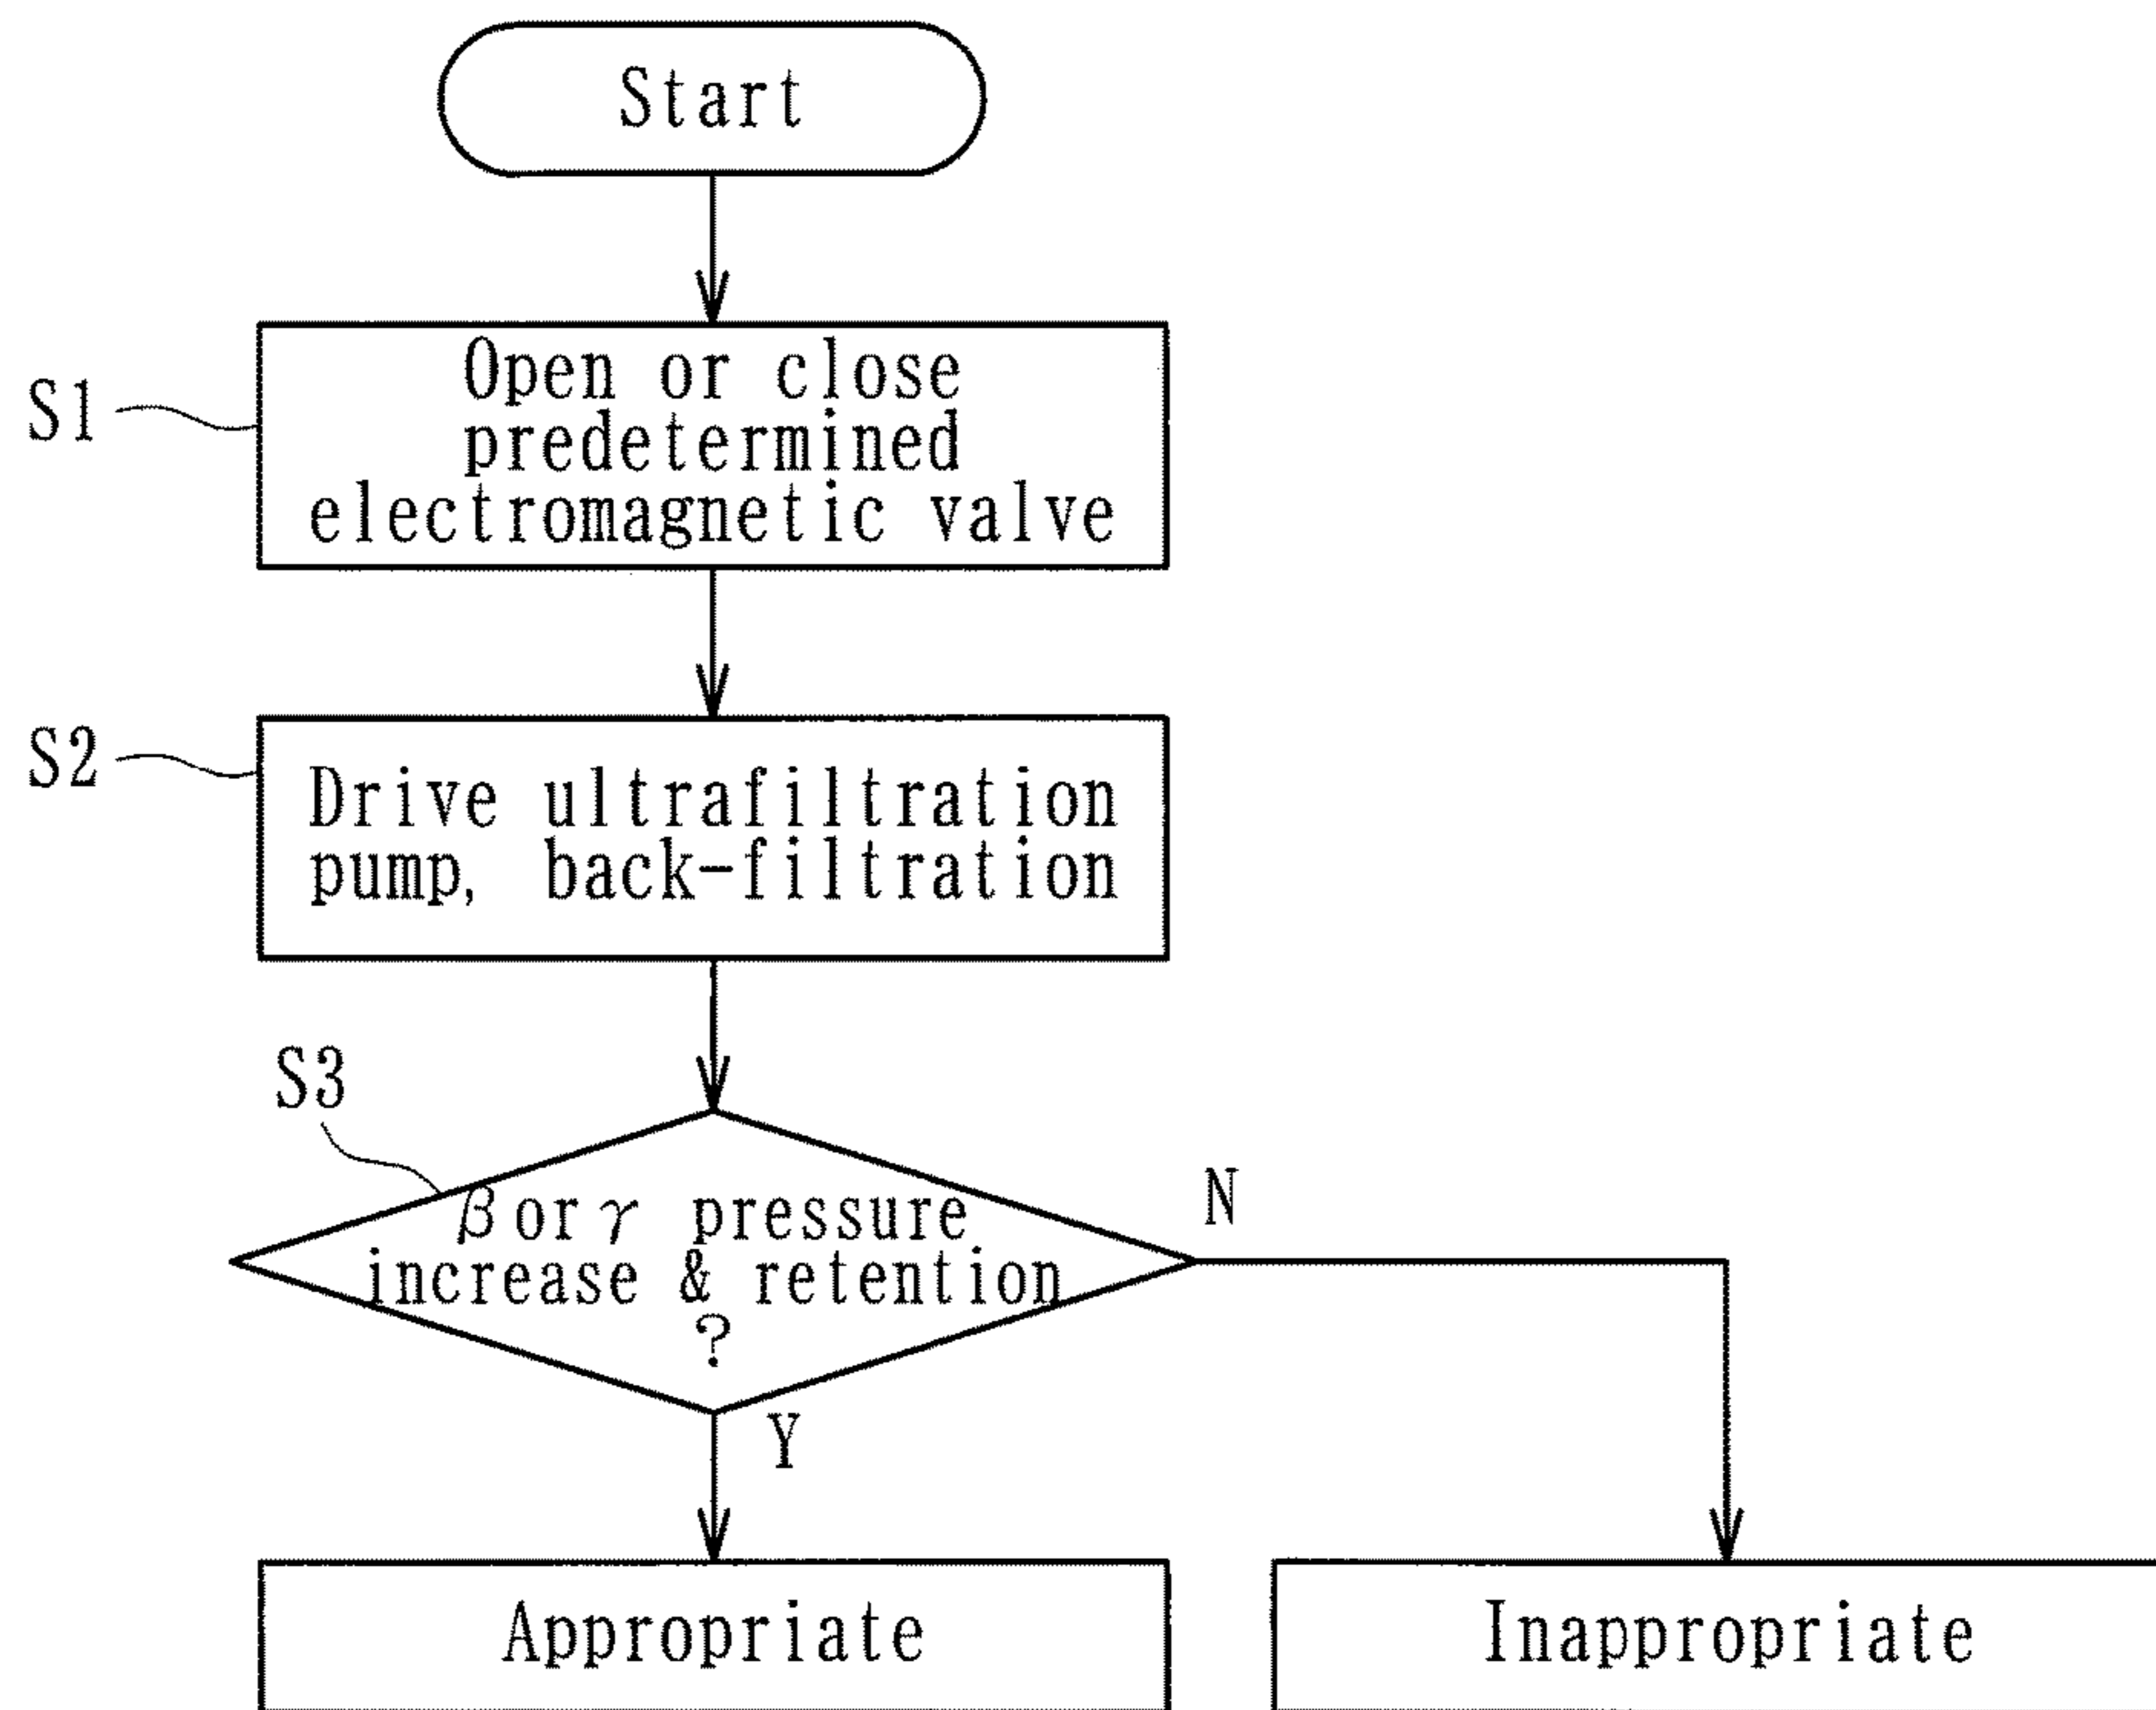 Start
S1
Open or close
predetermined
electromagnetic valve
S2
Drive ultrafiltration
pump, back-filtration
S3
β or γ pressure
increase & retention
?
N
Y
Appropriate
Inappropriate